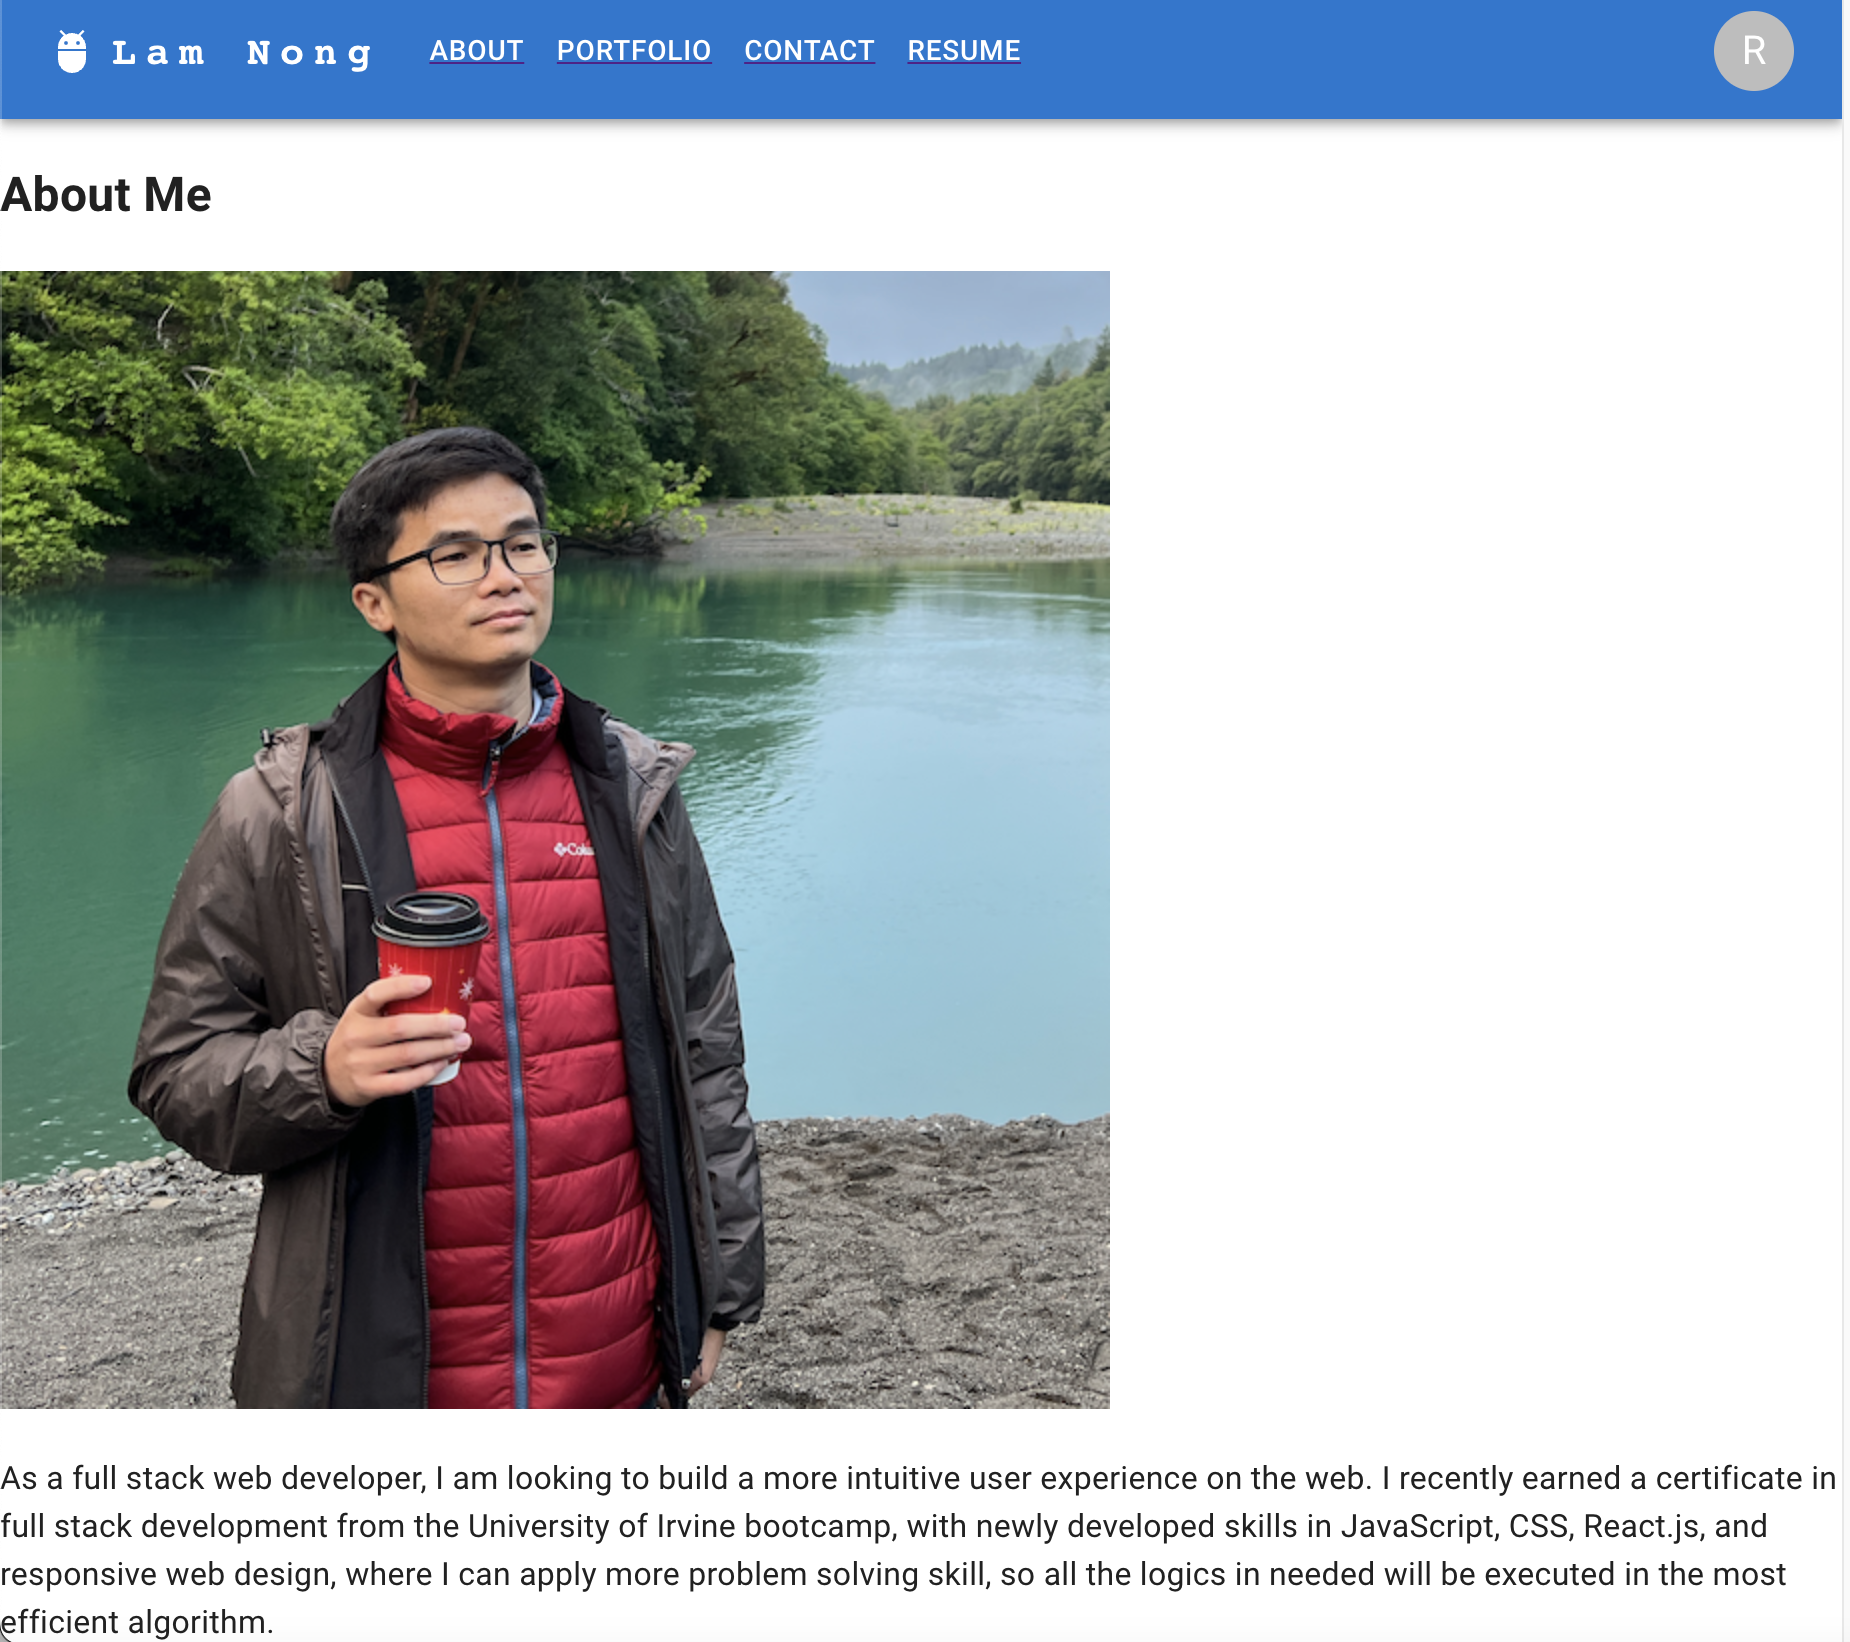 Lam Nong ABOUT PORTFOLIO CONTACT RESUME R
About Me
As a full stack web developer, I am looking to build a more intuitive user experience on the web. I recently earned a certificate in
full stack development from the University of Irvine bootcamp, with newly developed skills in JavaScript, CSS, React.js, and
responsive web design, where I can apply more problem solving skill, so all the logics in needed will be executed in the most
efficient algorithm.